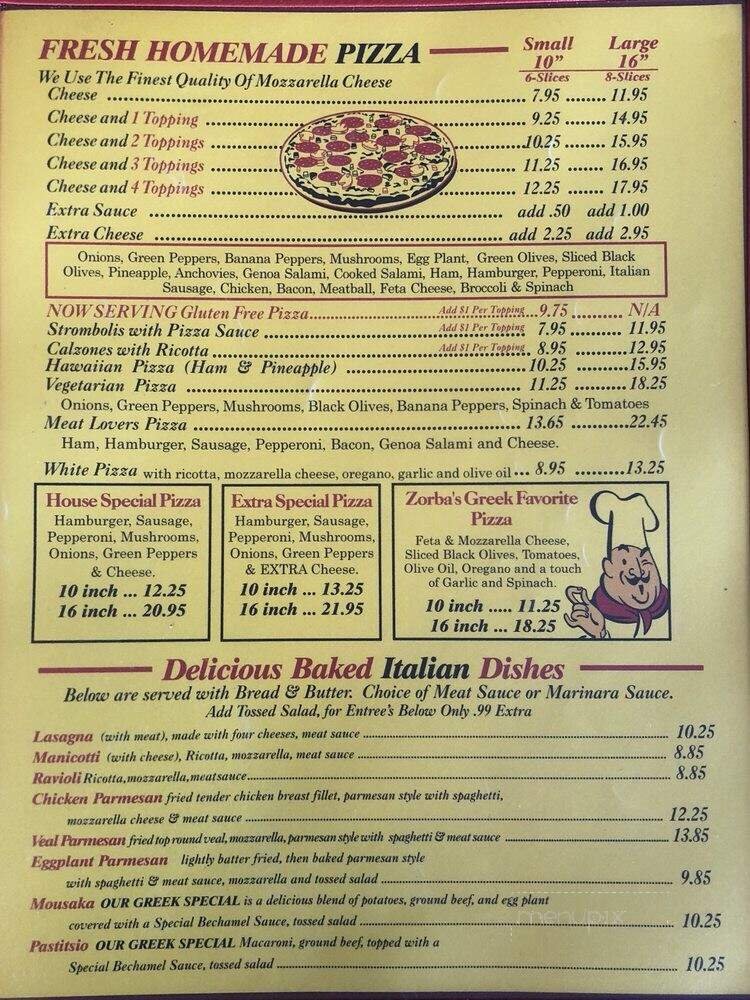 FRESH HOMEMADE PIZZA Small Large
10" 16"
We Use The Finest Quality Of Mozzarella Cheese 6-Slices 8-Slices
Cheese 7.95 11.95
Cheese and 1 Topping 9.25 14.95
Cheese and 2 Toppings 10.25 15.95
Cheese and 3 Toppings 11.25 16.95
Cheese and 4 Toppings 12.25 17.95
Extra Sauce add .50 add 1.00
Extra Cheese add 2.25 add 2.95
Onions, Green Peppers, Banana Peppers, Mushrooms, Egg Plant, Green Olives, Sliced Black
Olives, Pineapple, Anchovies, Genoa Salami, Cooked Salami, Ham, Hamburger, Pepperoni, Italian
Sausage, Chicken, Bacon, Meatball, Feta Cheese, Broccoli & Spinach
NOW SERVING Gluten Free Pizza Add $1 Per Topping 9.75 N/A
Strombolis with Pizza Sauce Add $1 Per Topping 7.95 11.95
Calzones with Ricotta Add $1 Per Topping 8.95 12.95
Hawaiian Pizza (Ham & Pineapple) 10.25 15.95
Vegetarian Pizza 11.25 18.25
Onions, Green Peppers, Mushrooms, Black Olives, Banana Peppers, Spinach & Tomatoes
Meat Lovers Pizza 13.65 22.45
Ham, Hamburger, Sausage, Pepperoni, Bacon, Genoa Salami and Cheese.
White Pizza with ricotta, mozzarella cheese, oregano, garlic and olive oil 8.95 13.25
House Special Pizza
Hamburger, Sausage,
Pepperoni, Mushrooms,
Onions, Green Peppers
& Cheese.
10 inch ... 12.25
16 inch ... 20.95
Extra Special Pizza
Hamburger, Sausage,
Pepperoni, Mushrooms,
Onions, Green Peppers
& EXTRA Cheese.
10 inch ... 13.25
16 inch ... 21.95
Zorba's Greek Favorite
Pizza
Feta & Mozzarella Cheese,
Sliced Black Olives, Tomatoes,
Olive Oil, Oregano and a touch
of Garlic and Spinach.
10 inch ..... 11.25
16 inch ... 18.25
Delicious Baked Italian Dishes
Below are served with Bread & Butter. Choice of Meat Sauce or Marinara Sauce.
Add Tossed Salad, for Entree's Below Only .99 Extra
Lasagna (with meat), made with four cheeses, meat sauce 10.25
Manicotti (with cheese), Ricotta, mozzarella, meat sauce 8.85
Ravioli Ricotta, mozzarella, meat sauce 8.85
Chicken Parmesan fried tender chicken breast fillet, parmesan style with spaghetti,
mozzarella cheese & meat sauce 12.25
Veal Parmesan fried top round veal, mozzarella, parmesan style with spaghetti & meat sauce 13.85
Eggplant Parmesan lightly batter fried, then baked parmesan style
with spaghetti & meat sauce, mozzarella and tossed salad 9.85
Mousaka OUR GREEK SPECIAL is a delicious blend of potatoes, ground beef, and egg plant
covered with a Special Bechamel Sauce, tossed salad 10.25
Pastitsio OUR GREEK SPECIAL Macaroni, ground beef, topped with a
Special Bechamel Sauce, tossed salad 10.25
menupix